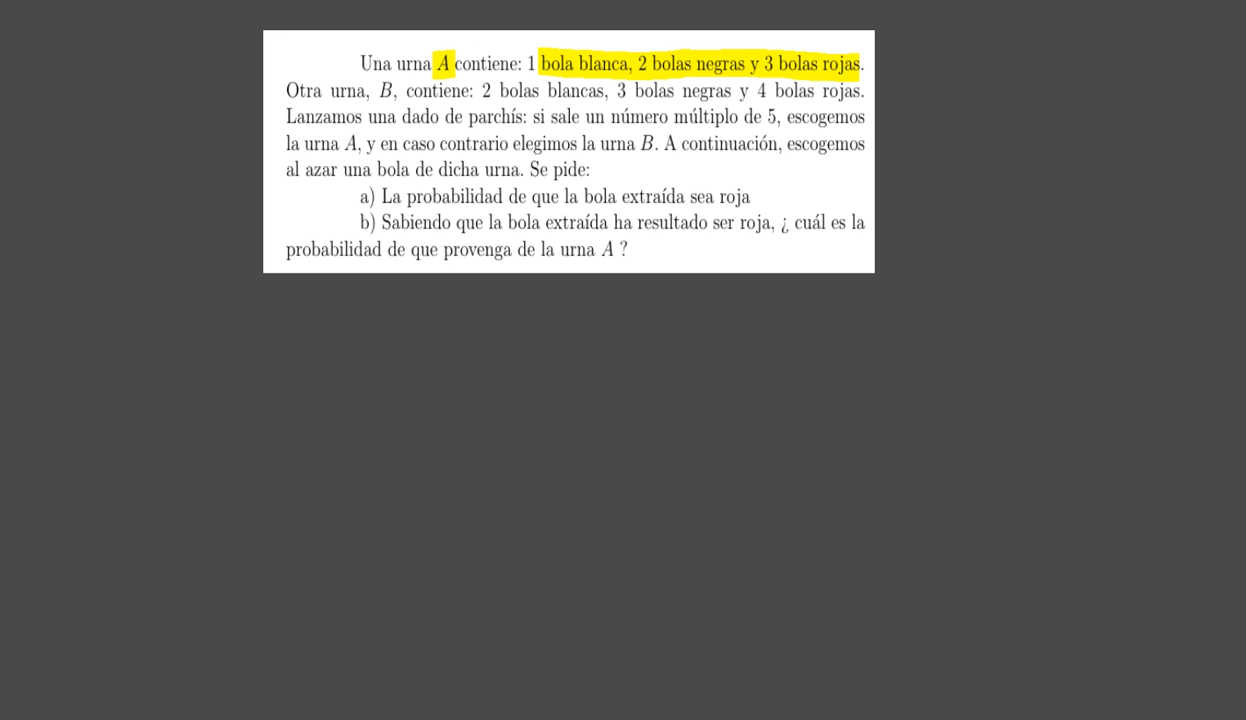 Una urna A contiene: 1 bola blanca, 2 bolas negras y 3 bolas rojas.
Otra urna, B, contiene: 2 bolas blancas, 3 bolas negras y 4 bolas rojas.
Lanzamos una dado de parchís: si sale un número múltiplo de 5, escogemos
la urna A, y en caso contrario elegimos la urna B. A continuación, escogemos
al azar una bola de dicha urna. Se pide:
a) La probabilidad de que la bola extraída sea roja
b) Sabiendo que la bola extraída ha resultado ser roja, ¿ cuál es la
probabilidad de que provenga de la urna A ?